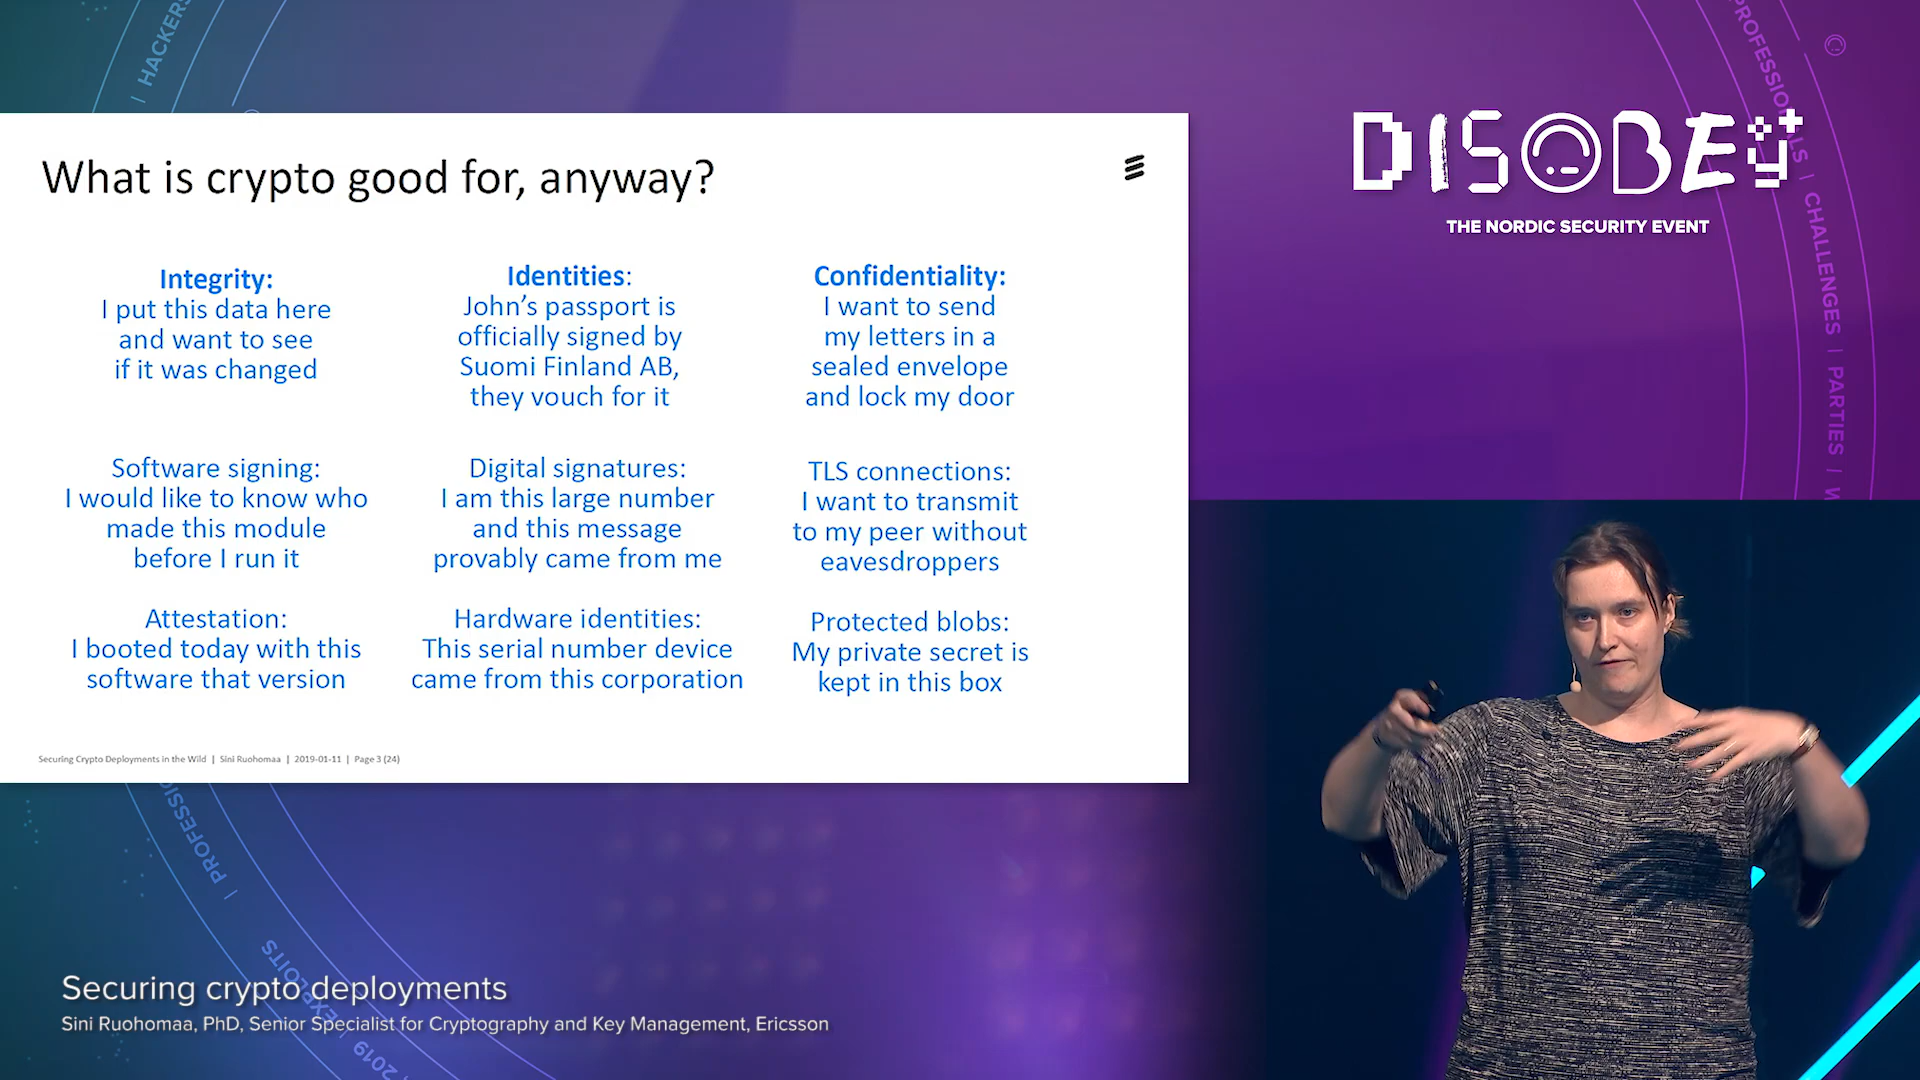 HACKERS
DISOBEY
THE NORDIC SECURITY EVENT
PROFESSIONALS | CHALLENGES | PARTIES /
What is crypto good for, anyway?
Integrity:
I put this data here
and want to see
if it was changed
Identities:
John's passport is
officially signed by
Suomi Finland AB,
they vouch for it
Confidentiality:
I want to send
my letters in a
sealed envelope
and lock my door
Software signing:
I would like to know who
made this module
before I run it
Digital signatures:
I am this large number
and this message
provably came from me
TLS connections:
I want to transmit
to my peer without
eavesdroppers
Attestation:
I booted today with this
software that version
Hardware identities:
This serial number device
came from this corporation
Protected blobs:
My private secret is
kept in this box
Securing Crypto Deployments in the Wild | Sini Ruohomaa | 2019-01-11 | Page 3 (24)
PROFESSI
EXPLOITS
2019
Securing crypto deployments
Sini Ruohomaa, PhD, Senior Specialist for Cryptography and Key Management, Ericsson